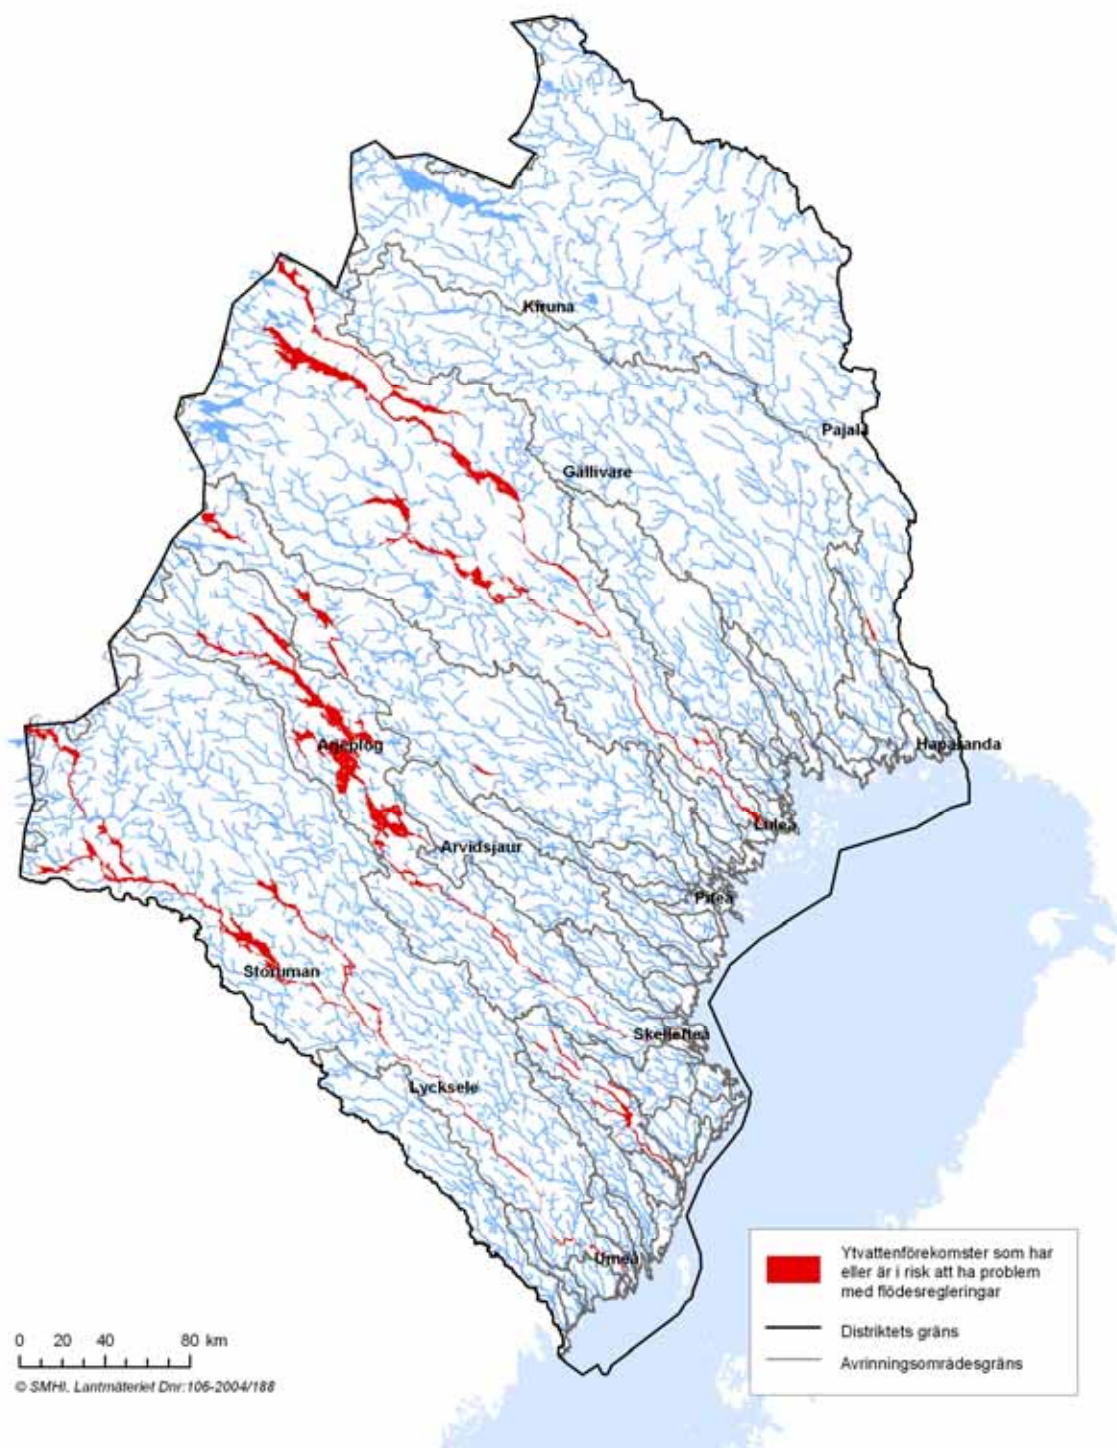 Kiruna
Pajala
Gällivare
Haparanda
Arjeplog
Luleå
Arvidsjaur
Piteå
Storuman
Skellefteå
Lycksele
Umeå
Ytvattenförekomster som har
eller är i risk att ha problem
med flödesregleringar
Distriktets gräns
Avrinningsområdesgräns
0 20 40 80 km
© SMHI, Lantmäteriet Dnr:106-2004/188